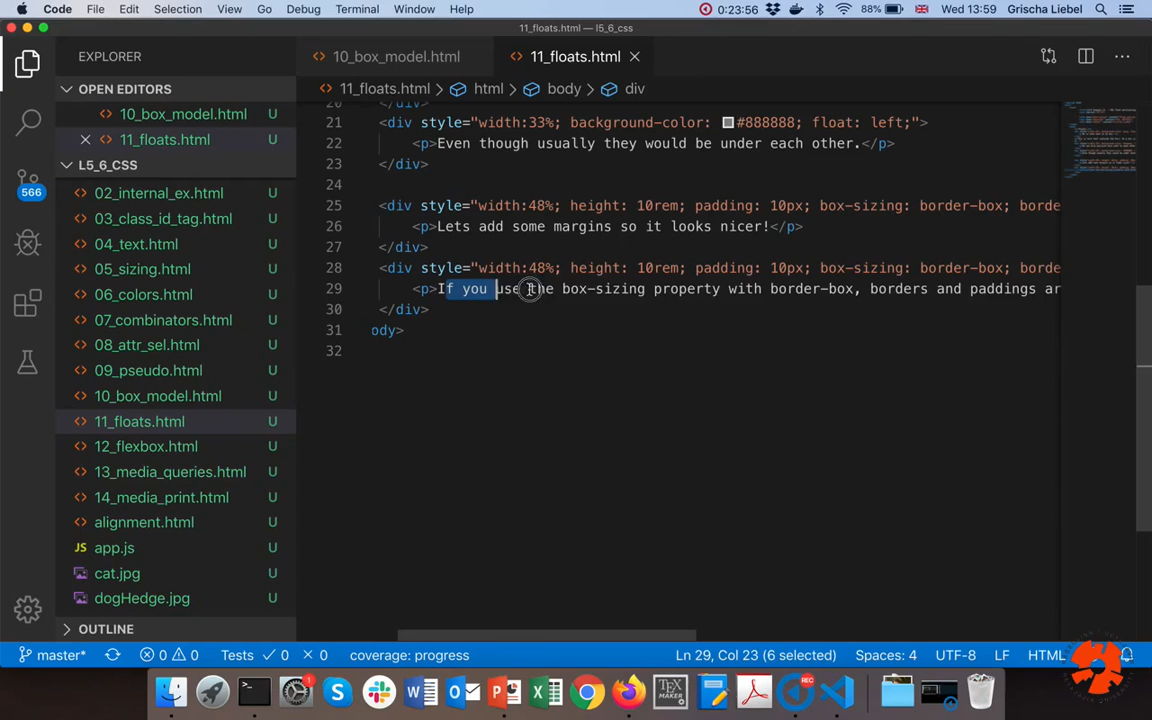 Code File Edit Selection View Go Debug Terminal Window Help 0:23:56 88% Wed 13:59 Grischa Liebel
11_floats.html — l5_6_css
EXPLORER
10_box_model.html
11_floats.html
11_floats.html html body div
OPEN EDITORS
10_box_model.html U
11_floats.html U
L5_6_CSS
566
02_internal_ex.html U
03_class_id_tag.html U
04_text.html U
05_sizing.html U
06_colors.html U
07_combinators.html U
08_attr_sel.html U
09_pseudo.html U
10_box_model.html U
11_floats.html U
12_flexbox.html U
13_media_queries.html U
14_media_print.html U
alignment.html U
JS app.js U
cat.jpg U
dogHedge.jpg U
OUTLINE
20 </div>
21 <div style="width:33%; background-color: #888888; float: left;">
22 <p>Even though usually they would be under each other.</p>
23 </div>
24
25 <div style="width:48%; height: 10rem; padding: 10px; box-sizing: border-box; borde
26 <p>Lets add some margins so it looks nicer!</p>
27 </div>
28 <div style="width:48%; height: 10rem; padding: 10px; box-sizing: border-box; borde
29 <p>If you use the box-sizing property with border-box, borders and paddings ar
30 </div>
31 ody>
32
master* 0 0 Tests 0 0 coverage: progress Ln 29, Col 23 (6 selected) Spaces: 4 UTF-8 LF HTML
1
REC
TEX
MAKER